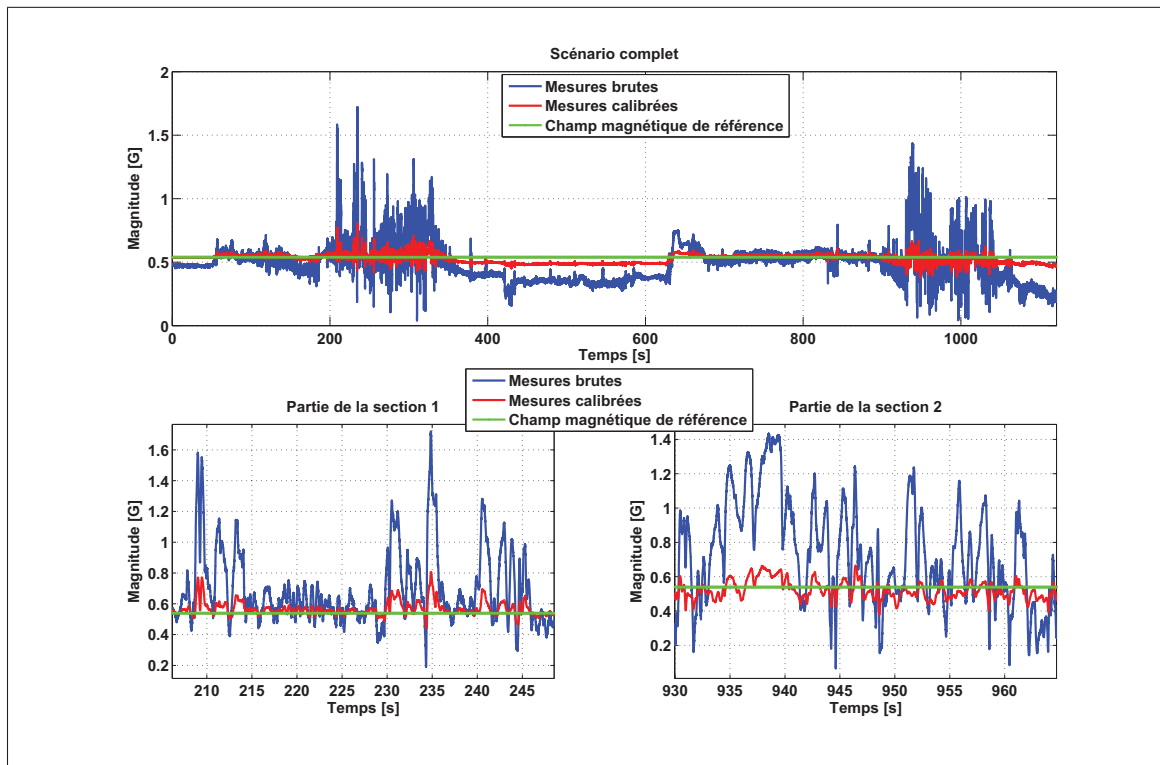 Scénario complet
2
1.5
1
0.5
0
Magnitude [G]
Mesures brutes
Mesures calibrées
Champ magnétique de référence
0 200 400 600 800 1000
Temps [s]
Mesures brutes
Mesures calibrées
Champ magnétique de référence
Partie de la section 1
1.6
1.4
1.2
1
0.8
0.6
0.4
0.2
Magnitude [G]
210 215 220 225 230 235 240 245
Temps [s]
Partie de la section 2
1.4
1.2
1
0.8
0.6
0.4
0.2
0
Magnitude [G]
930 935 940 945 950 955 960
Temps [s]